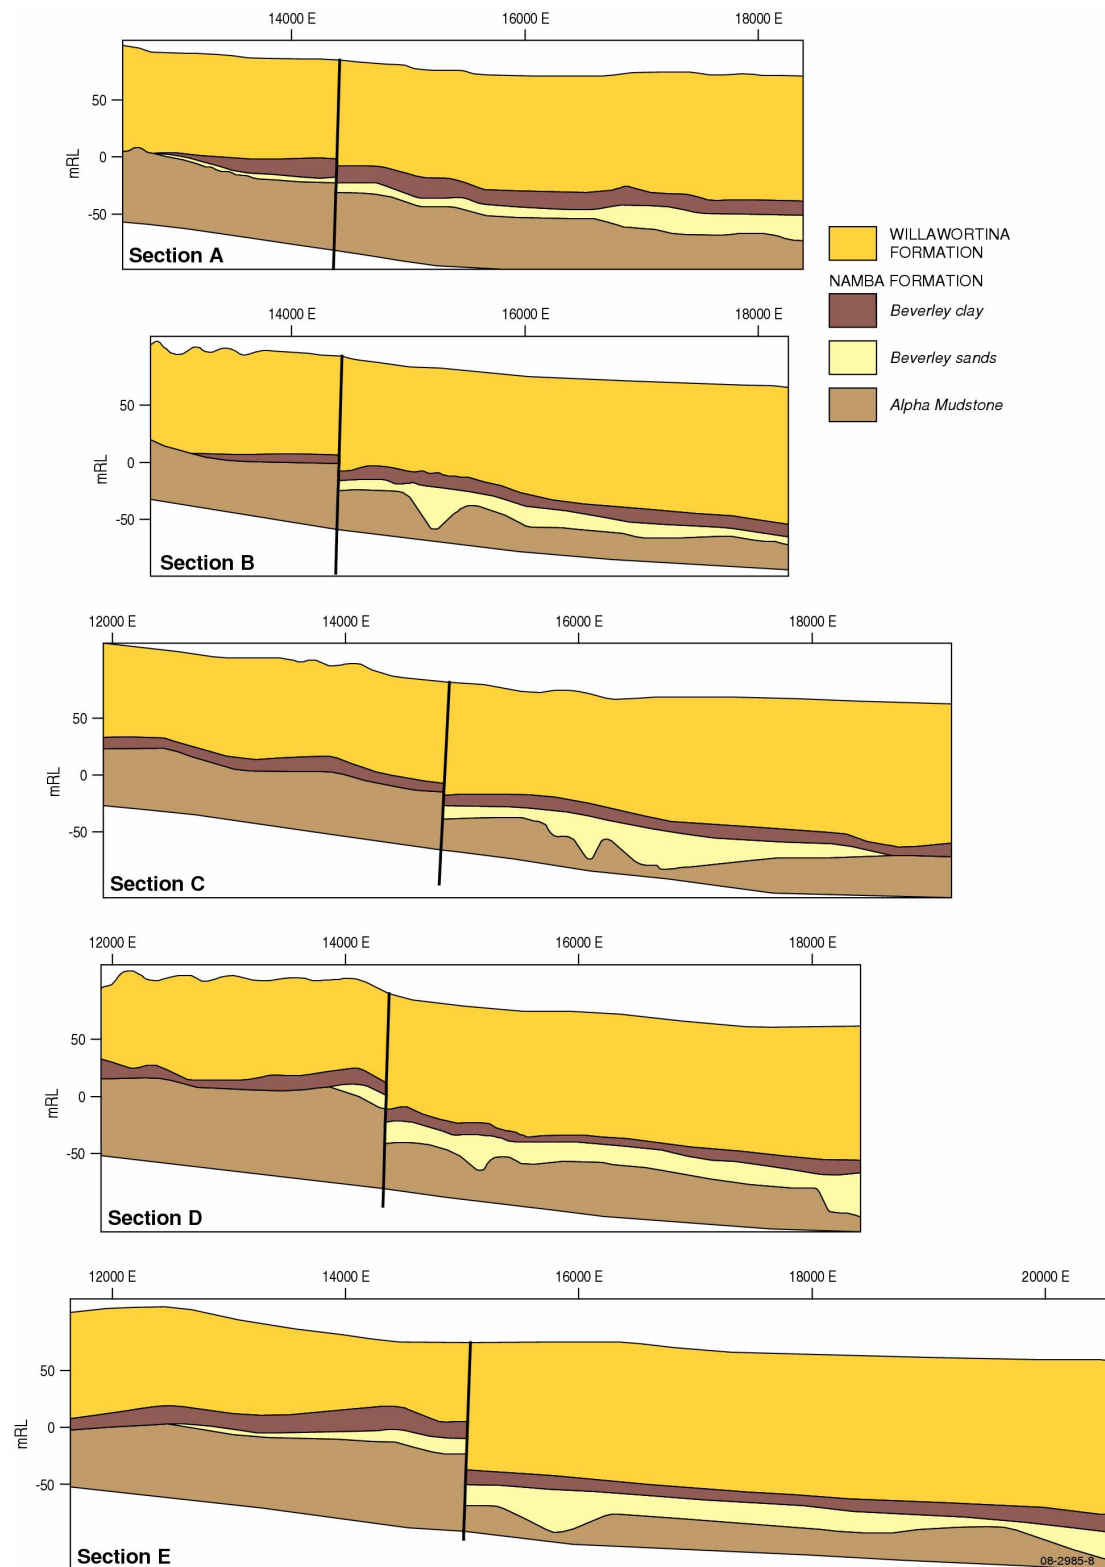 14000 E 16000 E 18000 E
50
0
-50
mRL
Section A
WILLAWORTINA
FORMATION
NAMBA FORMATION
Beverley clay
Beverley sands
Alpha Mudstone
14000 E 16000 E 18000 E
50
0
-50
mRL
Section B
12000 E 14000 E 16000 E 18000 E
50
0
-50
mRL
Section C
12000 E 14000 E 16000 E 18000 E
50
0
-50
mRL
Section D
12000 E 14000 E 16000 E 18000 E 20000 E
50
0
-50
mRL
Section E
08-2985-8